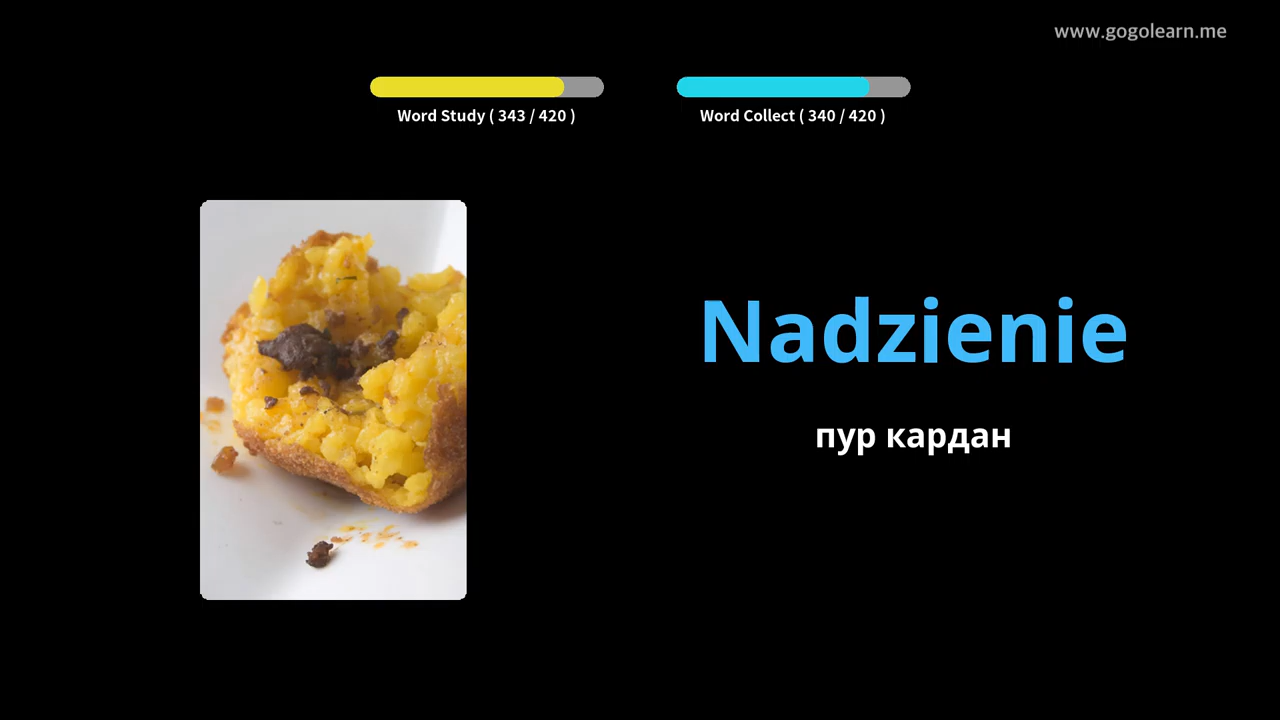 www.gogolearn.me
Word Study ( 343 / 420 )
Word Collect ( 340 / 420 )
Nadzienie
пур кардан